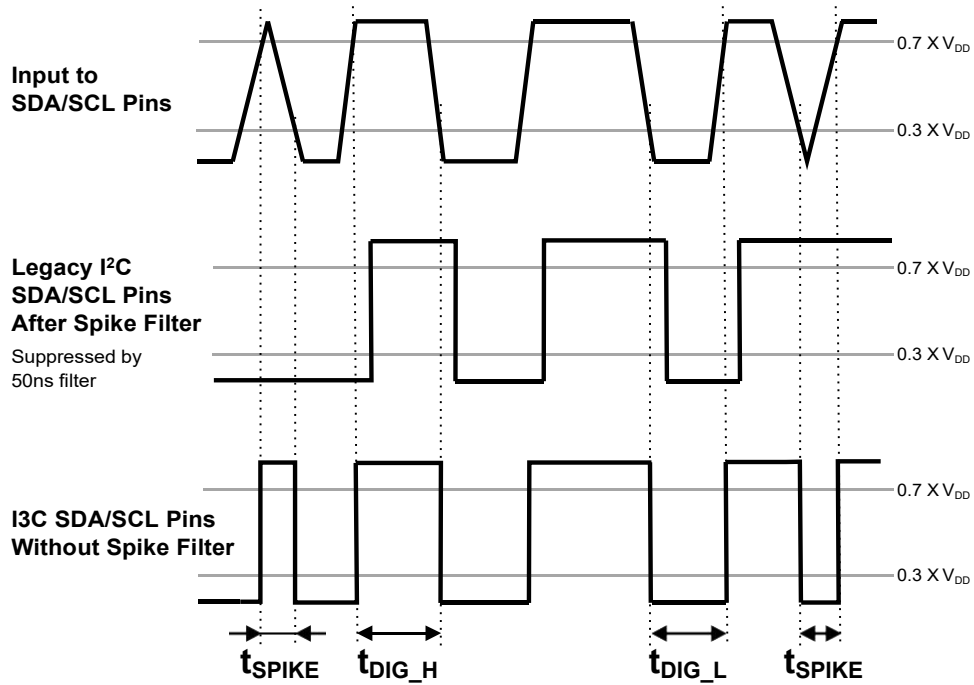 Input to
SDA/SCL Pins
0.7 X VDD
0.3 X VDD
Legacy I²C
SDA/SCL Pins
After Spike Filter
Suppressed by
50ns filter
0.7 X VDD
0.3 X VDD
I3C SDA/SCL Pins
Without Spike Filter
0.7 X VDD
0.3 X VDD
tSPIKE tDIG_H tDIG_L tSPIKE